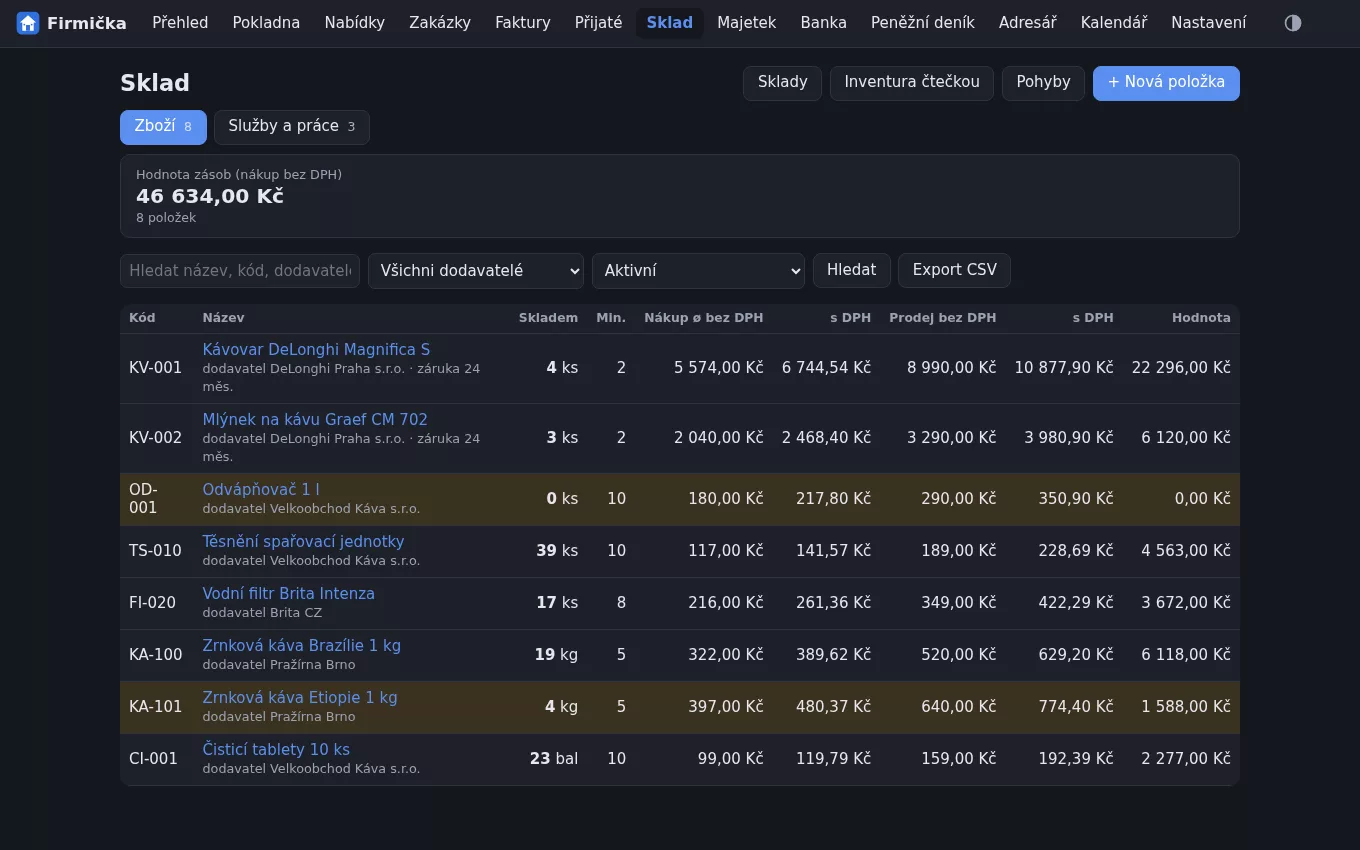 Firmička Přehled Pokladna Nabídky Zakázky Faktury Přijaté Sklad Majetek Banka Peněžní deník Adresář Kalendář Nastavení
Sklad Sklady Inventura čtečkou Pohyby + Nová položka
Zboží 8 Služby a práce 3
Hodnota zásob (nákup bez DPH)
46 634,00 Kč
8 položek
Hledat název, kód, dodavatel Všichni dodavatelé Aktivní Hledat Export CSV
Kód Název Skladem Min. Nákup ø bez DPH s DPH Prodej bez DPH s DPH Hodnota
KV-001 Kávovar DeLonghi Magnifica S 4 ks 2 5 574,00 Kč 6 744,54 Kč 8 990,00 Kč 10 877,90 Kč 22 296,00 Kč
dodavatel DeLonghi Praha s.r.o. · záruka 24
měs.
KV-002 Mlýnek na kávu Graef CM 702 3 ks 2 2 040,00 Kč 2 468,40 Kč 3 290,00 Kč 3 980,90 Kč 6 120,00 Kč
dodavatel DeLonghi Praha s.r.o. · záruka 24
měs.
OD-
001 Odvápňovač 1 l 0 ks 10 180,00 Kč 217,80 Kč 290,00 Kč 350,90 Kč 0,00 Kč
dodavatel Velkoobchod Káva s.r.o.
TS-010 Těsnění spařovací jednotky 39 ks 10 117,00 Kč 141,57 Kč 189,00 Kč 228,69 Kč 4 563,00 Kč
dodavatel Velkoobchod Káva s.r.o.
FI-020 Vodní filtr Brita Intenza 17 ks 8 216,00 Kč 261,36 Kč 349,00 Kč 422,29 Kč 3 672,00 Kč
dodavatel Brita CZ
KA-100 Zrnková káva Brazílie 1 kg 19 kg 5 322,00 Kč 389,62 Kč 520,00 Kč 629,20 Kč 6 118,00 Kč
dodavatel Pražírna Brno
KA-101 Zrnková káva Etiopie 1 kg 4 kg 5 397,00 Kč 480,37 Kč 640,00 Kč 774,40 Kč 1 588,00 Kč
dodavatel Pražírna Brno
CI-001 Čisticí tablety 10 ks 23 bal 10 99,00 Kč 119,79 Kč 159,00 Kč 192,39 Kč 2 277,00 Kč
dodavatel Velkoobchod Káva s.r.o.